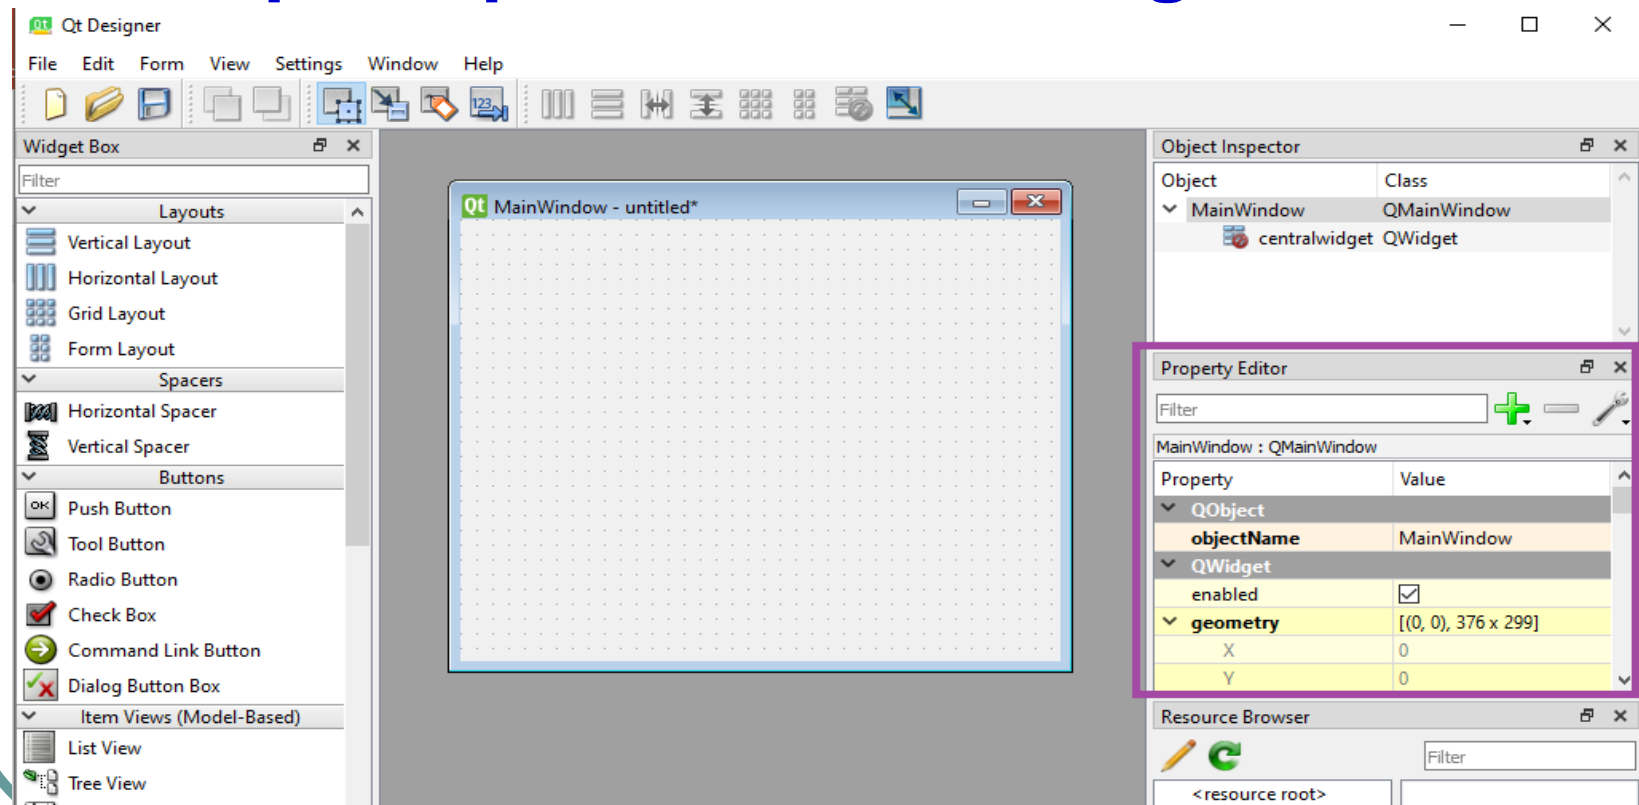 Qt Designer
File Edit Form View Settings Window Help
Widget Box
Filter
Layouts
Vertical Layout
Horizontal Layout
Grid Layout
Form Layout
Spacers
Horizontal Spacer
Vertical Spacer
Buttons
OK Push Button
Tool Button
Radio Button
Check Box
Command Link Button
Dialog Button Box
Item Views (Model-Based)
List View
Tree View
Qt MainWindow - untitled*
Object Inspector
Object Class
MainWindow QMainWindow
centralwidget QWidget
Property Editor
Filter
MainWindow : QMainWindow
Property Value
QObject
objectName MainWindow
QWidget
enabled
geometry [(0, 0), 376 x 299]
X 0
Y 0
Resource Browser
Filter
<resource root>